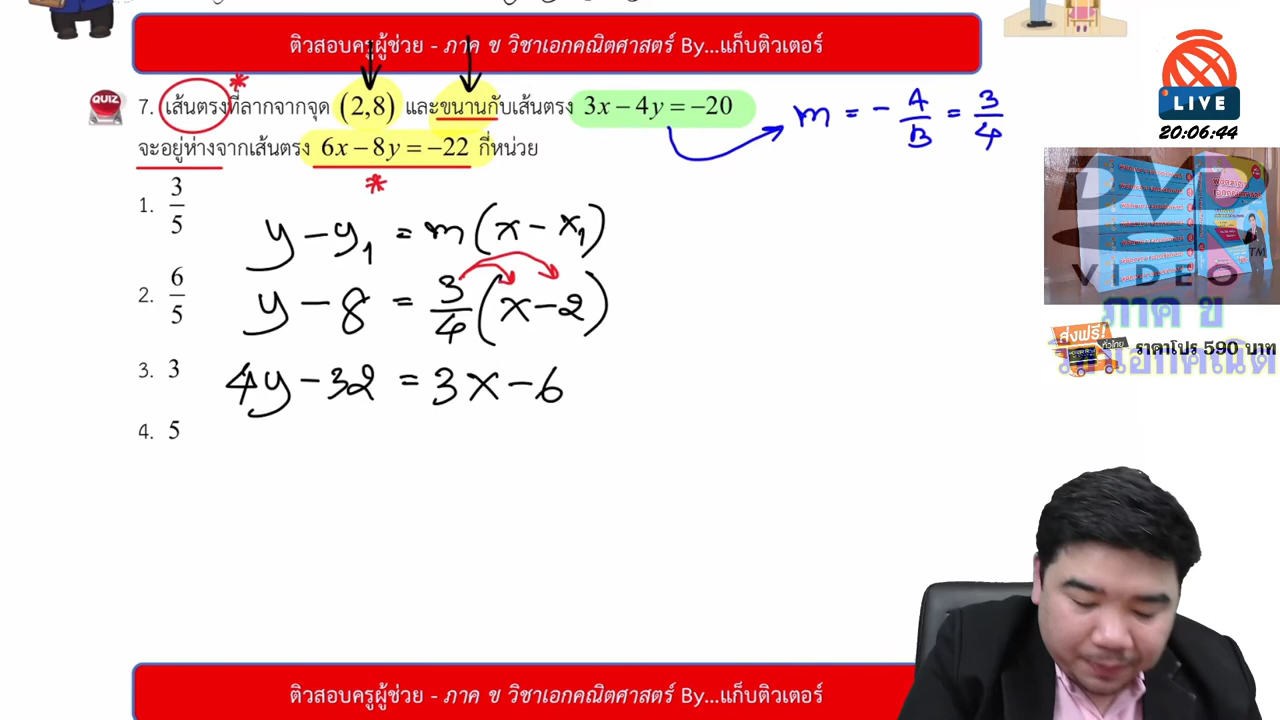 ติวสอบครูผู้ช่วย - ภาค ข วิชาเอกคณิตศาสตร์ By...แก็บติวเตอร์
QUIZ
7. เส้นตรงที่ลากจากจุด (2,8) และขนานกับเส้นตรง 3x – 4y = –20
m = - A/B = 3/4
จะอยู่ห่างจากเส้นตรง 6x – 8y = –22 กี่หน่วย
1. 3/5
2. 6/5
3. 3
4. 5
y - y₁ = m(x - x₁)
y - 8 = 3/4 (x - 2)
4y - 32 = 3x - 6
LIVE
20:06:44
DVD
VIDEO
TM
ภาค ข
ส่งฟรี!
ทั่วไทย
ราคาโปร 590 บาท
ติวสอบครูผู้ช่วย - ภาค ข วิชาเอกคณิตศาสตร์ By...แก็บติวเตอร์